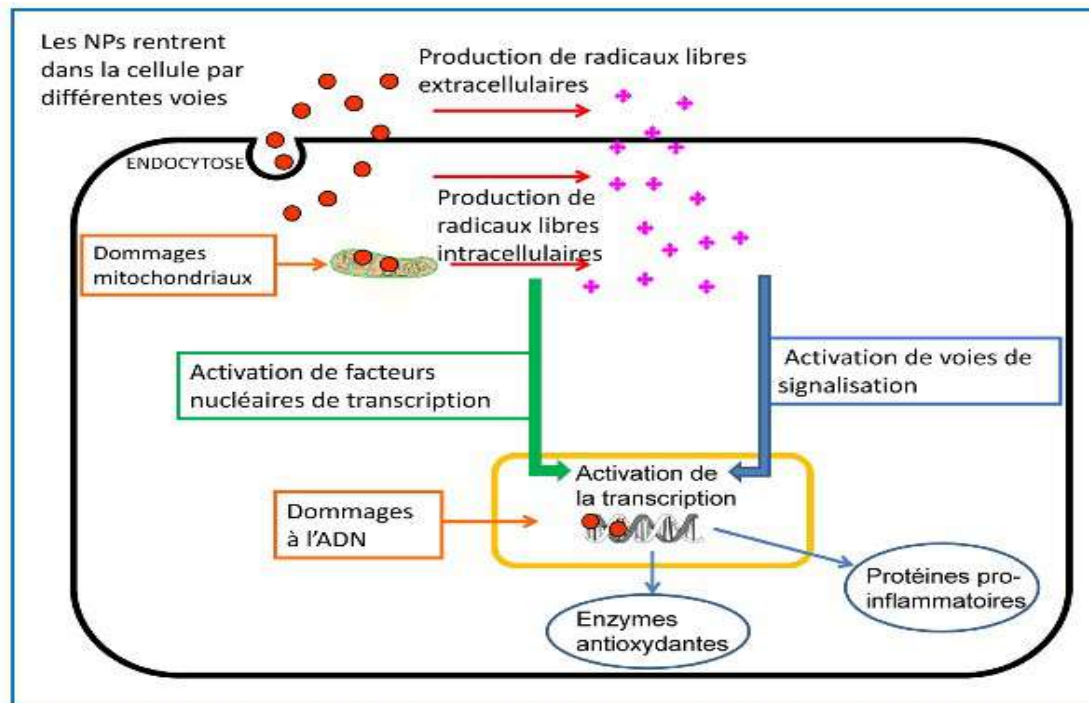 Les NPs rentrent
dans la cellule par
différentes voies
Production de radicaux libres
extracellulaires
ENDOCYTOSE
Production de
radicaux libres
intracellulaires
Dommages
mitochondriaux
Activation de facteurs
nucléaires de transcription
Activation de voies de
signalisation
Activation de
la transcription
Dommages
à l'ADN
Protéines pro-
inflammatoires
Enzymes
antioxydantes